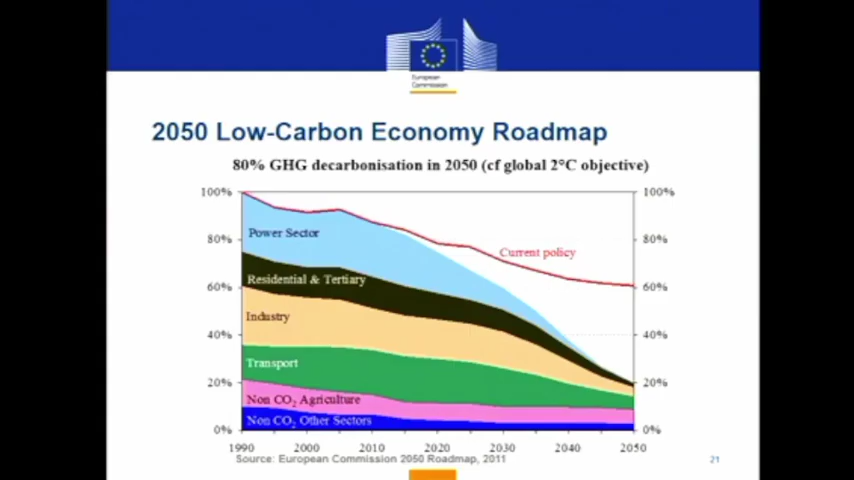 European
Commission
2050 Low-Carbon Economy Roadmap
80% GHG decarbonisation in 2050 (cf global 2°C objective)
100% 100%
80% 80%
60% 60%
40% 40%
20% 20%
0% 0%
Power Sector
Current policy
Residential & Tertiary
Industry
Transport
Non CO2 Agriculture
Non CO2 Other Sectors
1990 2000 2010 2020 2030 2040 2050
Source: European Commission 2050 Roadmap, 2011
21